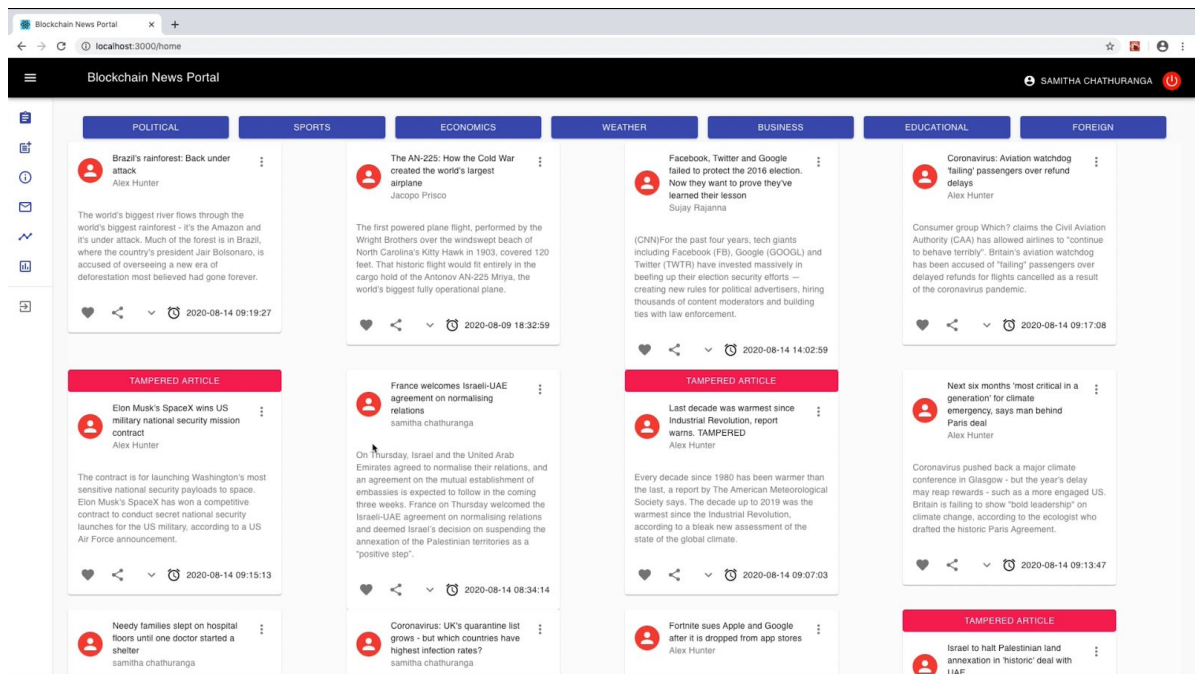 Blockchain News Portal
localhost:3000/home
Blockchain News Portal
SAMITHA CHATHURANGA
POLITICAL
SPORTS
ECONOMICS
WEATHER
BUSINESS
EDUCATIONAL
FOREIGN
Brazil's rainforest: Back under
attack
Alex Hunter
The world's biggest river flows through the
world's biggest rainforest - it's the Amazon and
it's under attack. Much of the forest is in Brazil,
where the country's president Jair Bolsonaro, is
accused of overseeing a new era of
deforestation most believed had gone forever.
2020-08-14 09:19:27
The AN-225: How the Cold War
created the world's largest
airplane
Jacopo Prisco
The first powered plane flight, performed by the
Wright Brothers over the windswept beach of
North Carolina's Kitty Hawk in 1903, covered 120
feet. That historic flight would fit entirely in the
cargo hold of the Antonov AN-225 Mriya, the
world's biggest fully operational plane.
2020-08-09 18:32:59
Facebook, Twitter and Google
failed to protect the 2016 election.
Now they want to prove they've
learned their lesson
Sujay Rajanna
(CNN)For the past four years, tech giants
including Facebook (FB), Google (GOOGL) and
Twitter (TWTR) have invested massively in
beefing up their election security efforts —
creating new rules for political advertisers, hiring
thousands of content moderators and building
ties with law enforcement.
2020-08-14 14:02:59
Coronavirus: Aviation watchdog
'failing' passengers over refund
delays
Alex Hunter
Consumer group Which? claims the Civil Aviation
Authority (CAA) has allowed airlines to "continue
to behave terribly". Britain's aviation watchdog
has been accused of "failing" passengers over
delayed refunds for flights cancelled as a result
of the coronavirus pandemic.
2020-08-14 09:17:08
TAMPERED ARTICLE
Elon Musk's SpaceX wins US
military national security mission
contract
Alex Hunter
The contract is for launching Washington's most
sensitive national security payloads to space.
Elon Musk's SpaceX has won a competitive
contract to conduct secret national security
launches for the US military, according to a US
Air Force announcement.
2020-08-14 09:15:13
France welcomes Israeli-UAE
agreement on normalising
relations
samitha chathuranga
On Thursday, Israel and the United Arab
Emirates agreed to normalise their relations, and
an agreement on the mutual establishment of
embassies is expected to follow in the coming
three weeks. France on Thursday welcomed the
Israeli-UAE agreement on normalising relations
and deemed Israel's decision on suspending the
annexation of the Palestinian territories as a
"positive step".
2020-08-14 08:34:14
TAMPERED ARTICLE
Last decade was warmest since
Industrial Revolution, report
warns. TAMPERED
Alex Hunter
Every decade since 1980 has been warmer than
the last, a report by The American Meteorological
Society says. The decade up to 2019 was the
warmest since the Industrial Revolution,
according to a bleak new assessment of the
state of the global climate.
2020-08-14 09:07:03
Next six months 'most critical in a
generation' for climate
emergency, says man behind
Paris deal
Alex Hunter
Coronavirus pushed back a major climate
conference in Glasgow - but the year's delay
may reap rewards - such as a more engaged US.
Britain is failing to show "bold leadership" on
climate change, according to the ecologist who
drafted the historic Paris Agreement.
2020-08-14 09:13:47
Needy families slept on hospital
floors until one doctor started a
shelter
samitha chathuranga
Coronavirus: UK's quarantine list
grows - but which countries have
highest infection rates?
samitha chathuranga
Fortnite sues Apple and Google
after it is dropped from app stores
Alex Hunter
TAMPERED ARTICLE
Israel to halt Palestinian land
annexation in 'historic' deal with
UAE